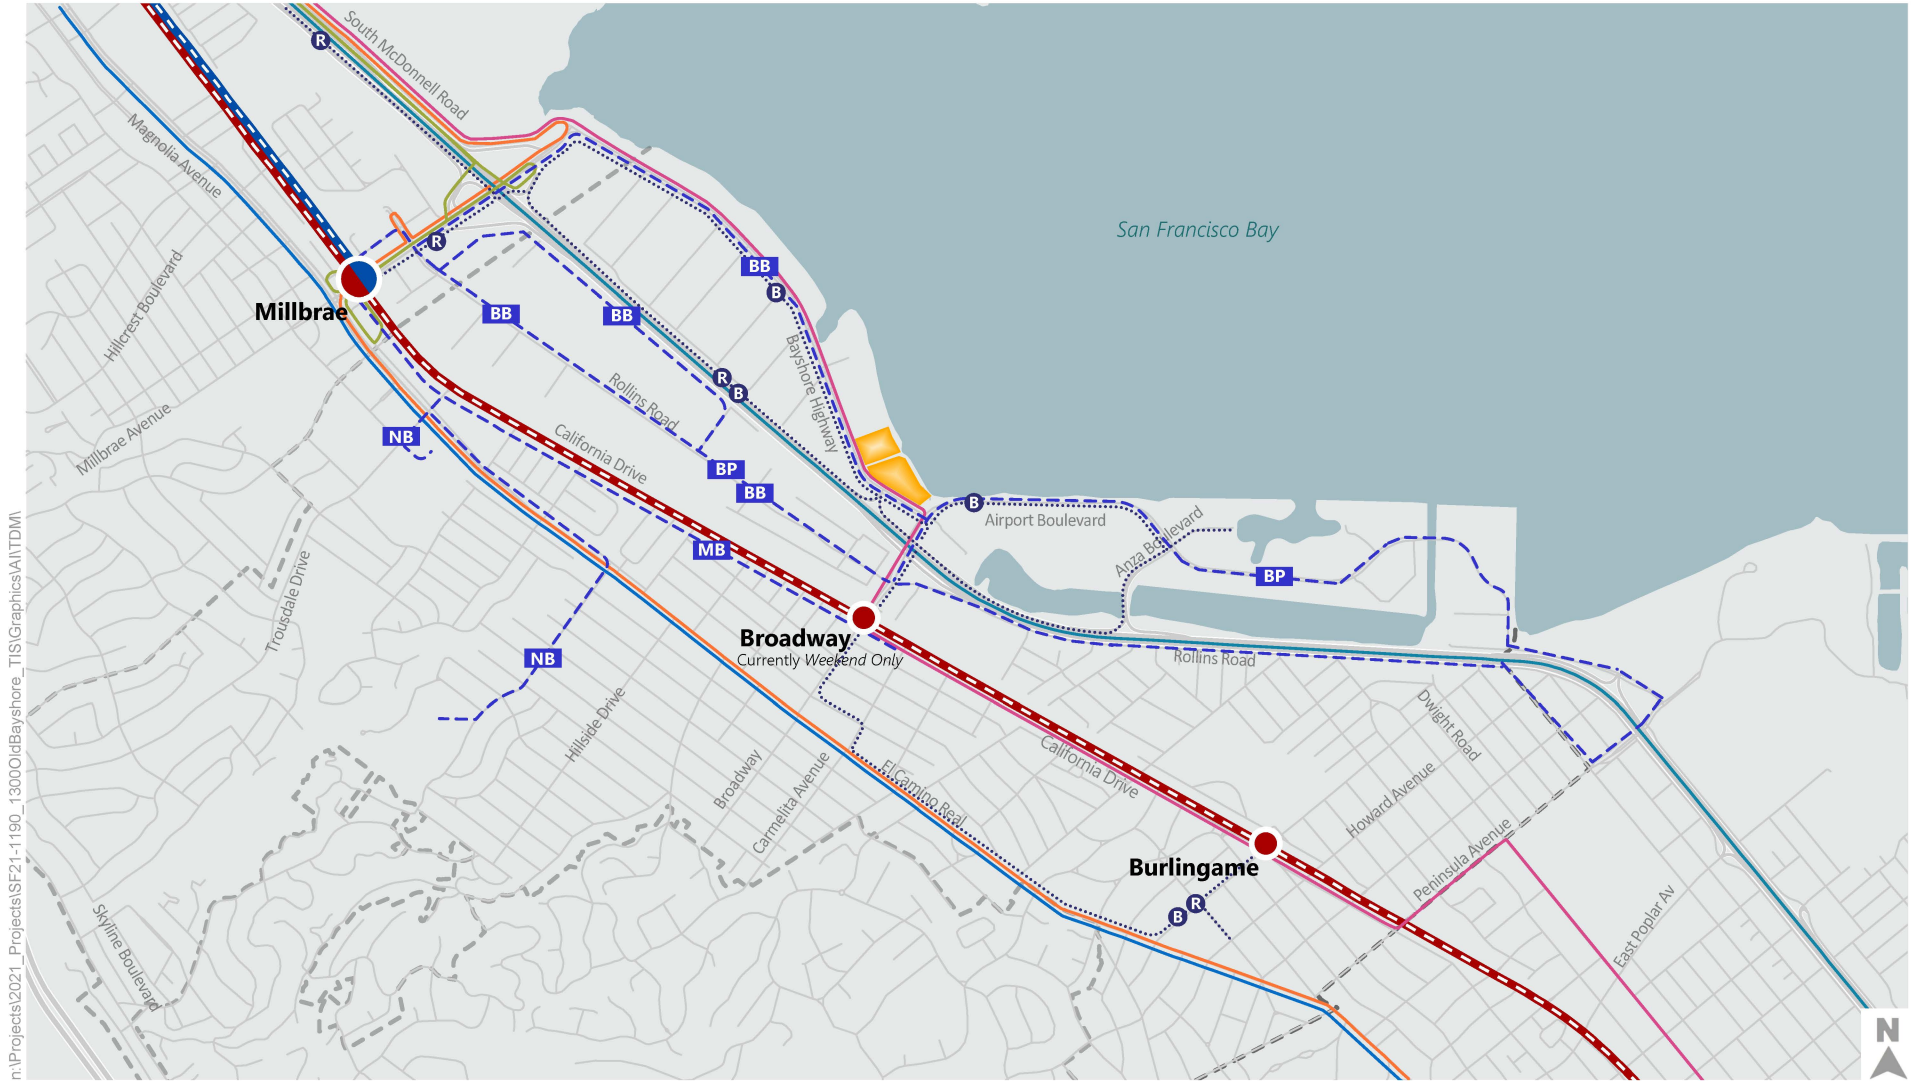 R
South McDonnell Road
Magnolia Avenue
San Francisco Bay
R
BB
B
Hillcrest Boulevard
Millbrae
BB
BB
Bayshore Highway
R
B
Rollins Road
Millbrae Avenue
NB
California Drive
BP
BB
B
Airport Boulevard
Anza Boulevard
MB
BP
Trousdale Drive
Broadway
Currently Weekend Only
NB
Rollins Road
Hillside Drive
Dwight Road
California Drive
Broadway
Carmelita Avenue
El Camino Real
Howard Avenue
Peninsula Avenue
Burlingame
R
B
East Poplar Av
Skyline Boulevard
N
n:\Projects\2021_Projects\SF21-1190_1300OldBayshore_TIS\Graphics\AI\TDM\